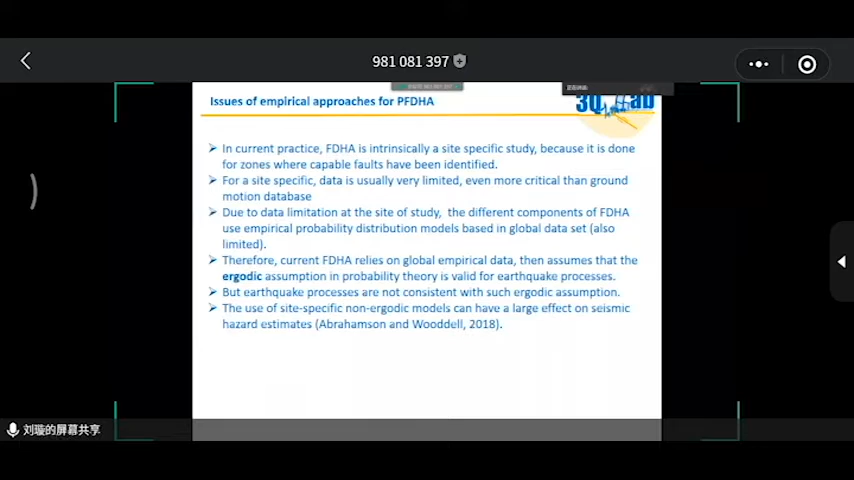 981 081 397
Issues of empirical approaches for PFDHA
3Q Lab
In current practice, FDHA is intrinsically a site specific study, because it is done
for zones where capable faults have been identified.
For a site specific, data is usually very limited, even more critical than ground
motion database
Due to data limitation at the site of study, the different components of FDHA
use empirical probability distribution models based in global data set (also
limited).
Therefore, current FDHA relies on global empirical data, then assumes that the
ergodic assumption in probability theory is valid for earthquake processes.
But earthquake processes are not consistent with such ergodic assumption.
The use of site-specific non-ergodic models can have a large effect on seismic
hazard estimates (Abrahamson and Wooddell, 2018).
刘璇的屏幕共享